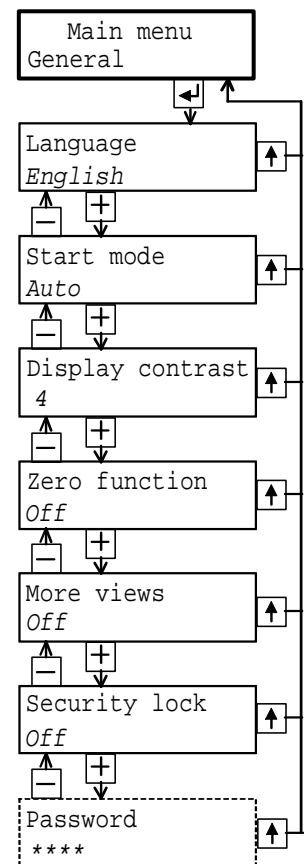 Main menu
General
Language
English
Start mode
Auto
Display contrast
4
Zero function
Off
More views
Off
Security lock
Off
Password
****